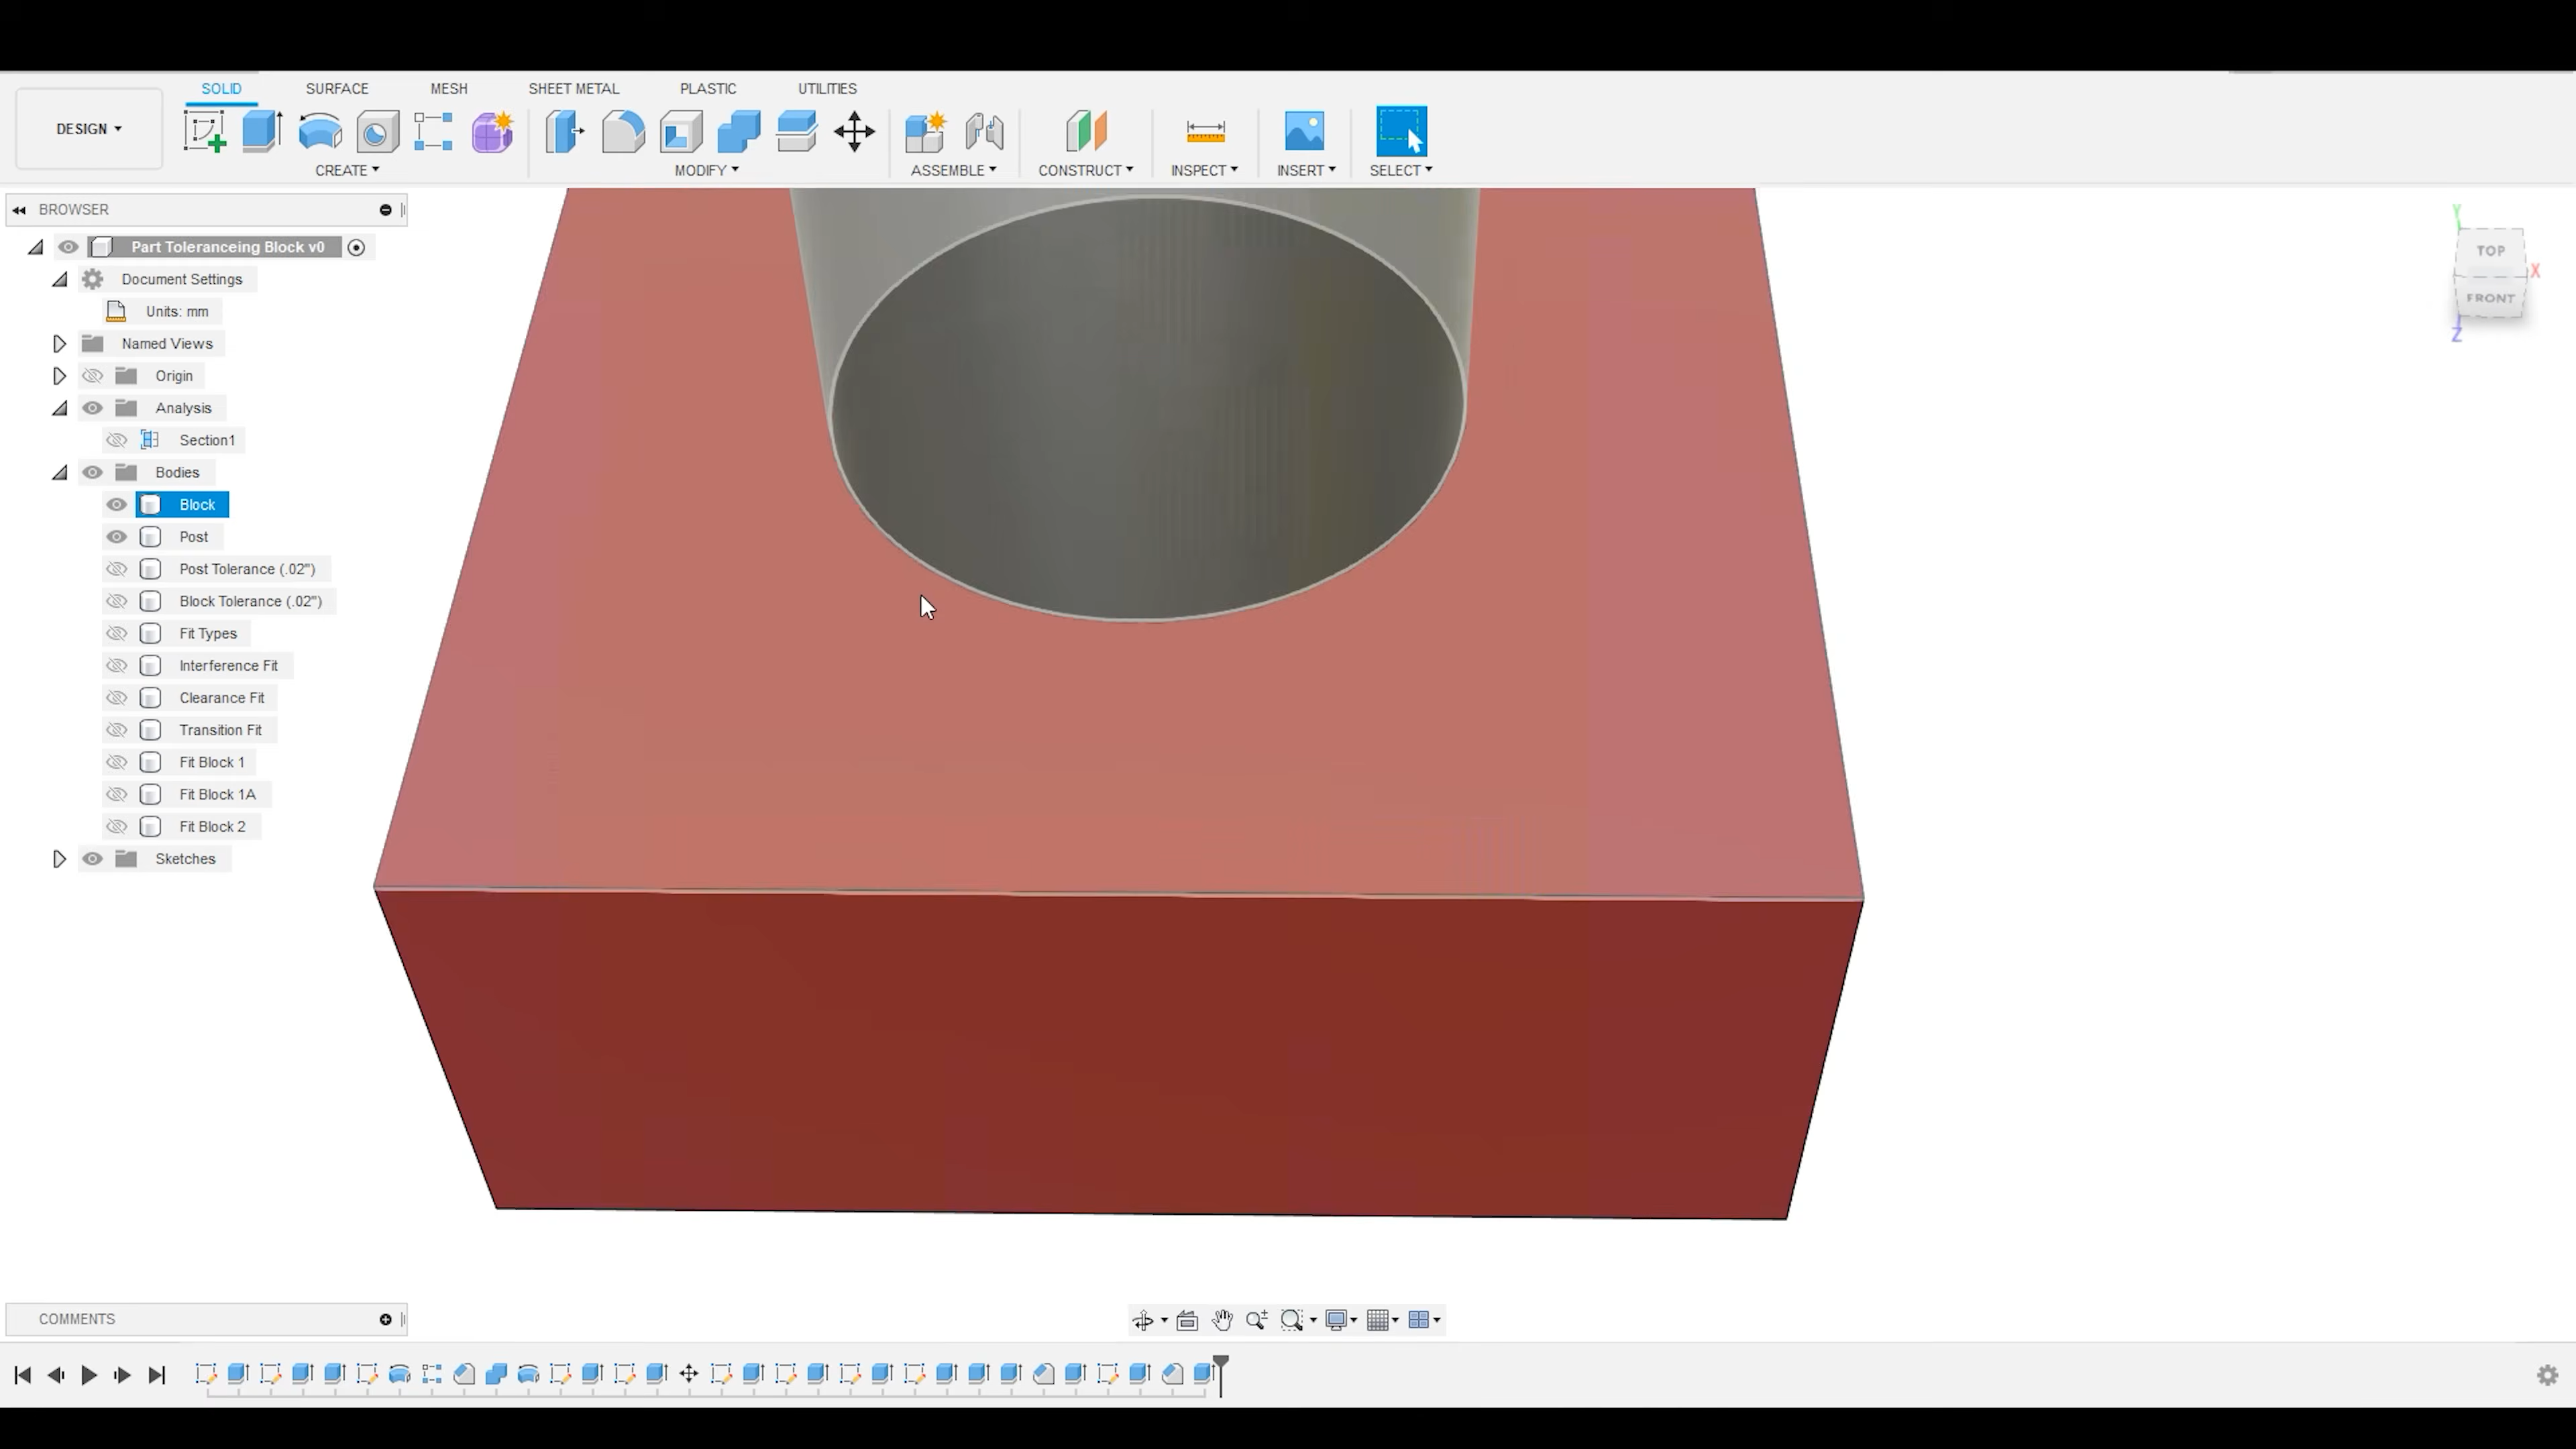 SOLID SURFACE MESH SHEET METAL PLASTIC UTILITIES
DESIGN
CREATE MODIFY ASSEMBLE CONSTRUCT INSPECT INSERT SELECT
BROWSER
Part Toleranceing Block v0
Document Settings
Units: mm
Named Views
Origin
Analysis
Section1
Bodies
Block
Post
Post Tolerance (.02")
Block Tolerance (.02")
Fit Types
Interference Fit
Clearance Fit
Transition Fit
Fit Block 1
Fit Block 1A
Fit Block 2
Sketches
Y
TOP
X
FRONT
Z
COMMENTS